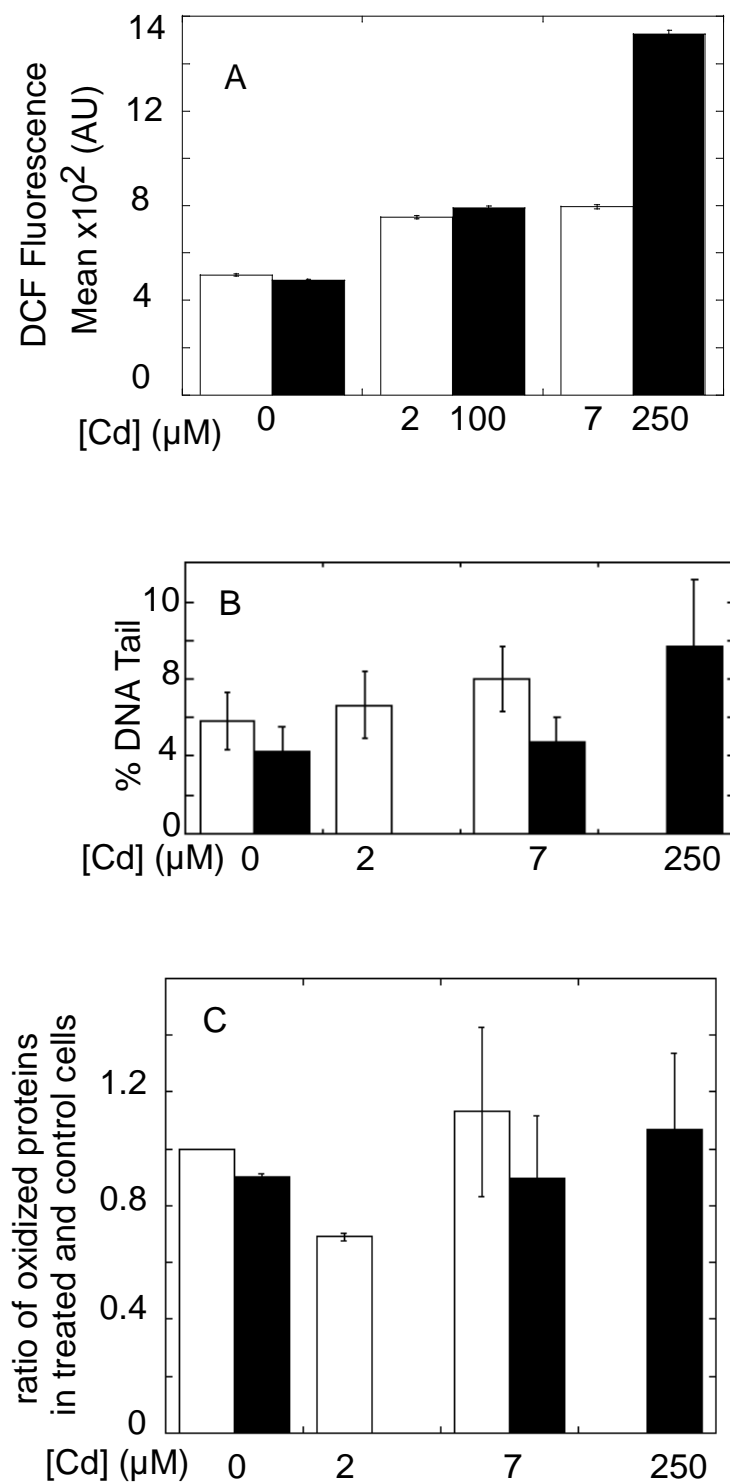 DCF Fluorescence
Mean x10² (AU)
14
12
8
4
0
A
[Cd] (µM)
0
2
100
7
250
% DNA Tail
10
8
4
0
B
[Cd] (µM)
0
2
7
250
ratio of oxidized proteins
in treated and control cells
1.2
0.8
0.4
0
C
[Cd] (µM)
0
2
7
250